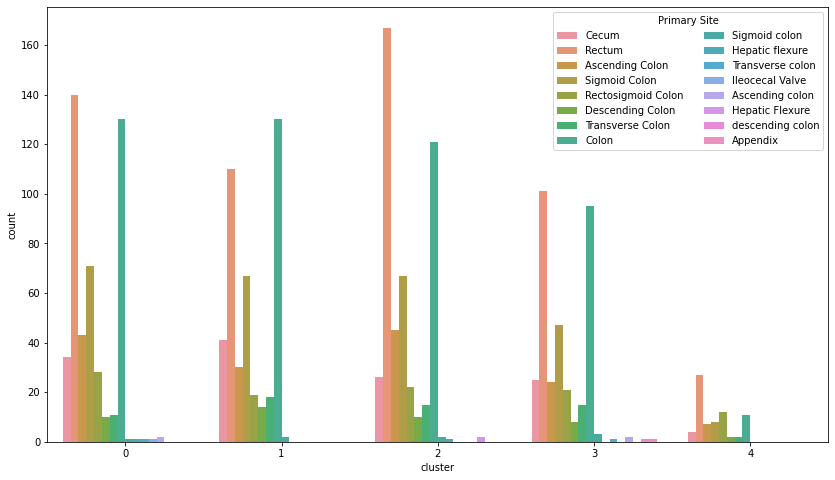 Primary Site
Cecum
Rectum
Ascending Colon
Sigmoid Colon
Rectosigmoid Colon
Descending Colon
Transverse Colon
Colon
Sigmoid colon
Hepatic flexure
Transverse colon
Ileocecal Valve
Ascending colon
Hepatic Flexure
descending colon
Appendix
160
140
120
100
80
60
40
20
0
count
0 1 2 3 4
cluster